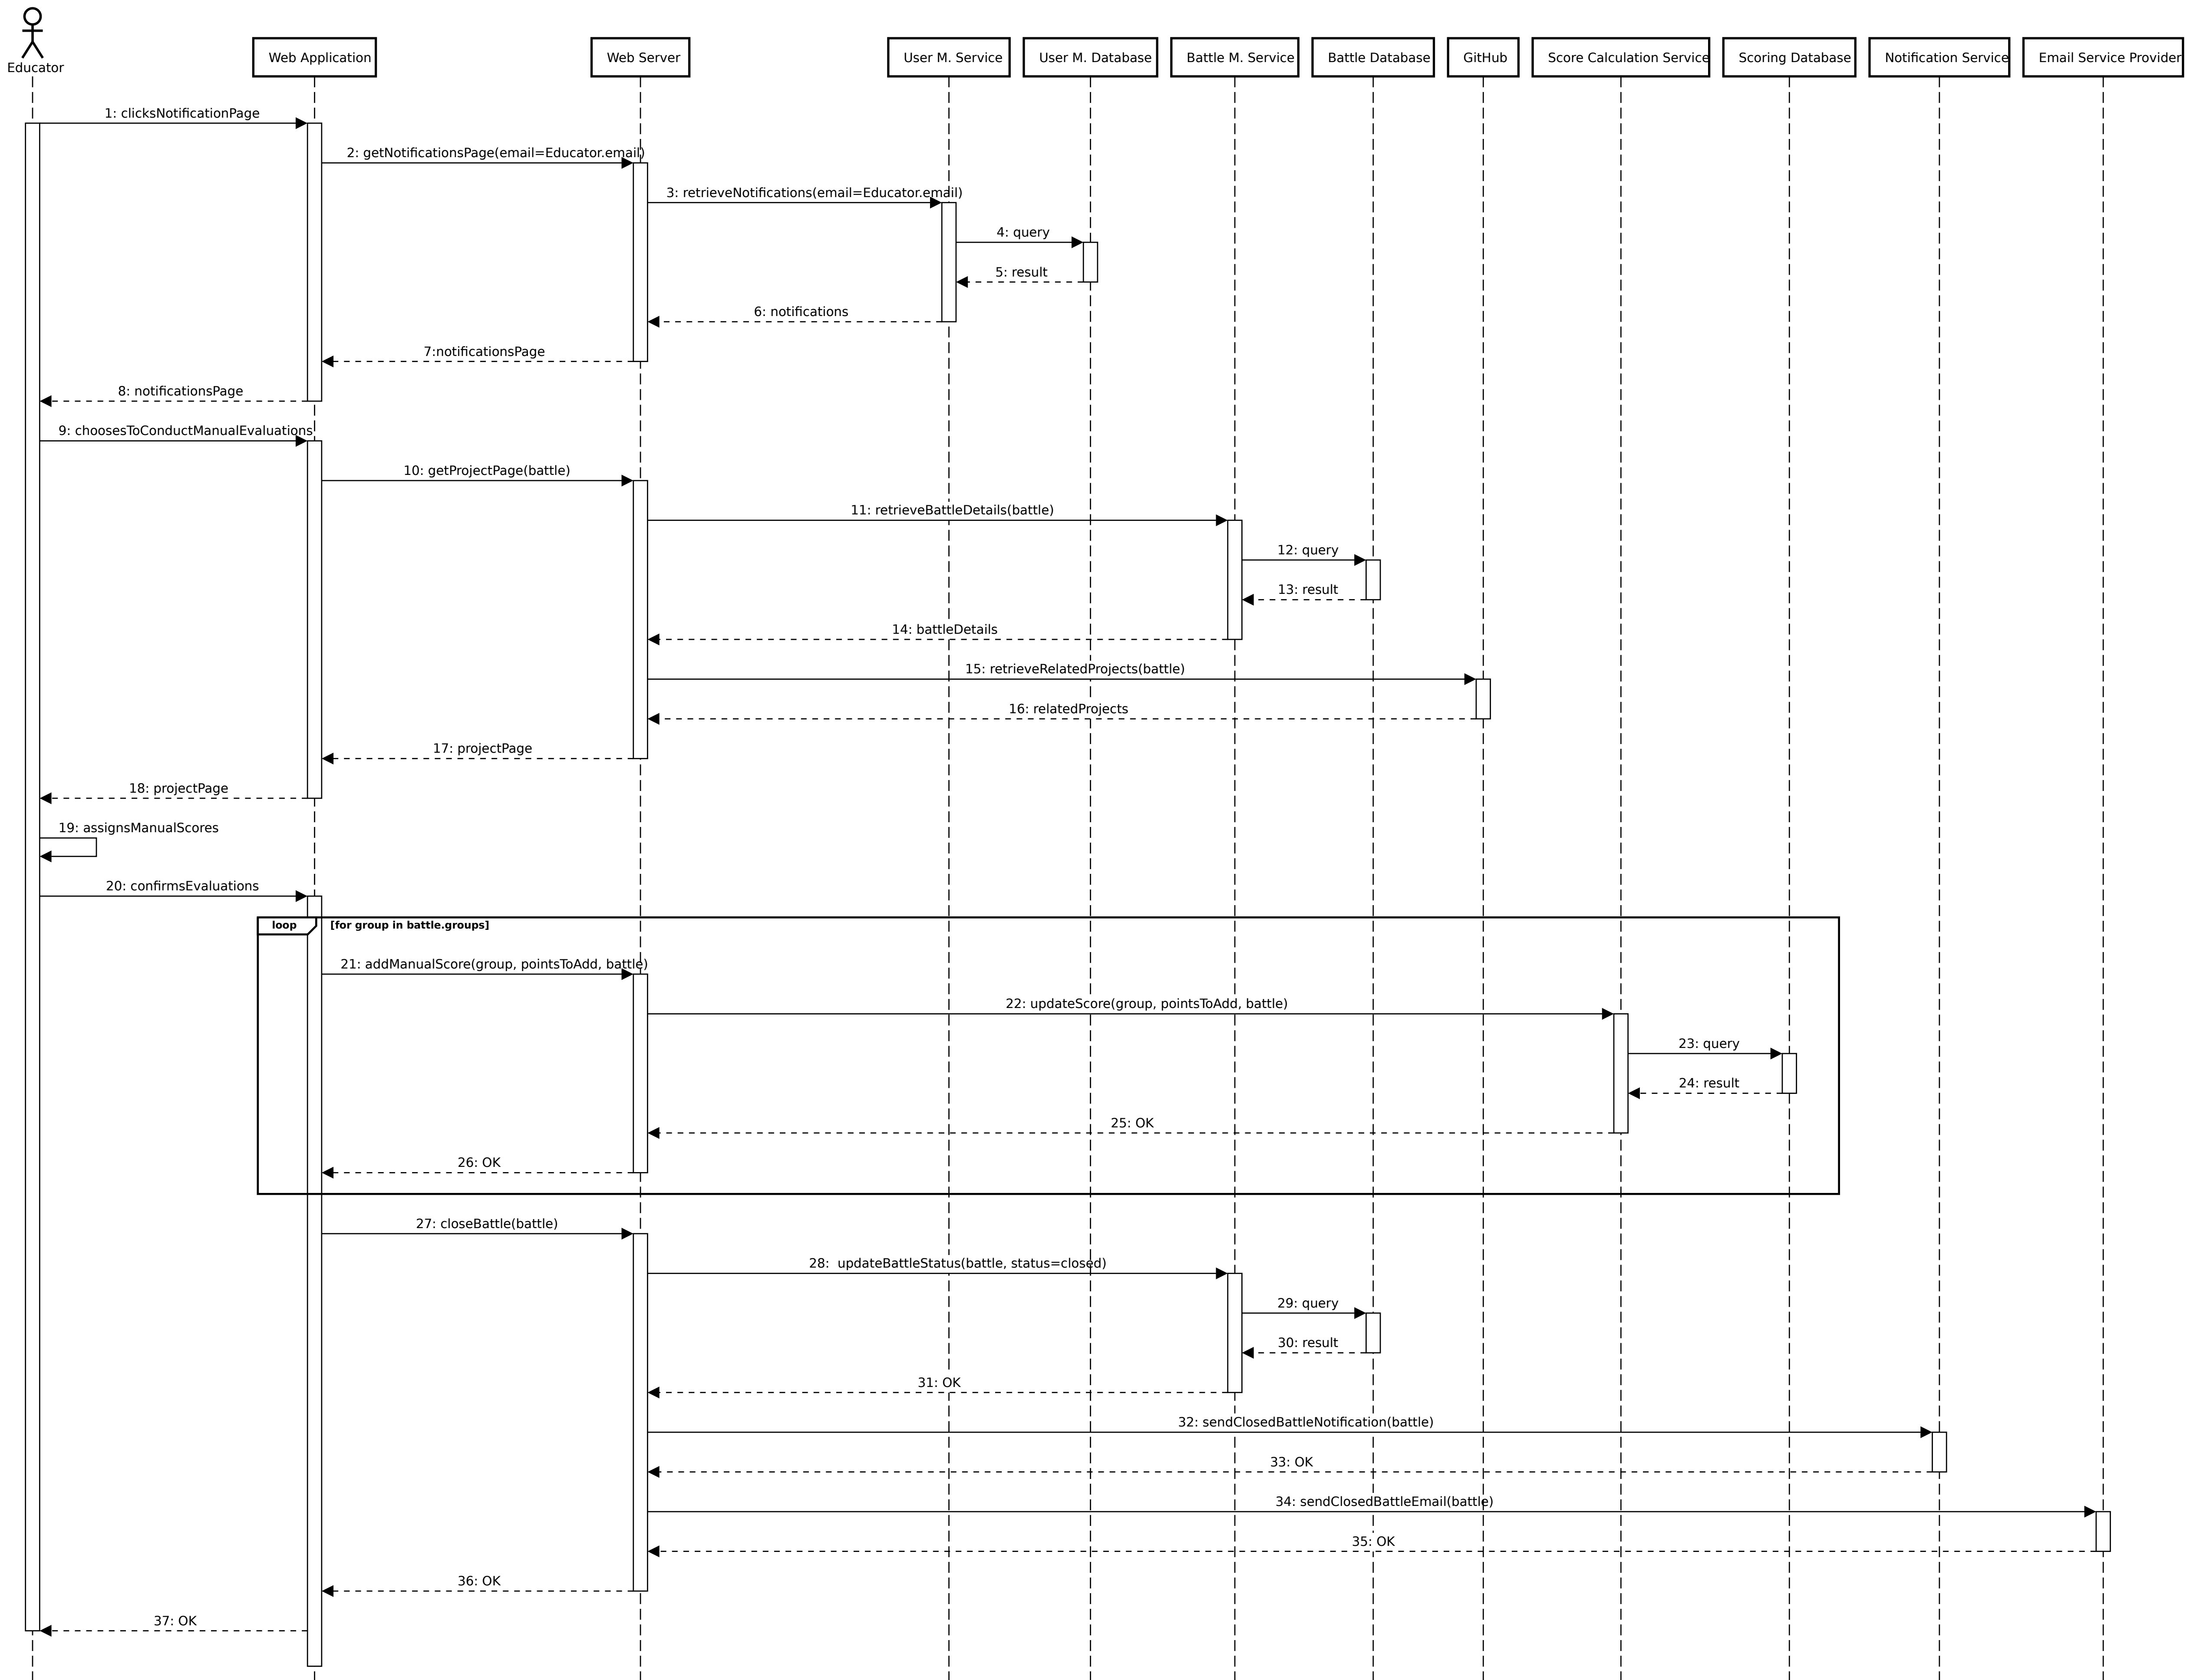 Educator
Web Application
Web Server
User M. Service
User M. Database
Battle M. Service
Battle Database
GitHub
Score Calculation Service
Scoring Database
Notification Service
Email Service Provider
1: clicksNotificationPage
2: getNotificationsPage(email=Educator.email)
3: retrieveNotifications(email=Educator.email)
4: query
5: result
6: notifications
7:notificationsPage
8: notificationsPage
9: choosesToConductManualEvaluations
10: getProjectPage(battle)
11: retrieveBattleDetails(battle)
12: query
13: result
14: battleDetails
15: retrieveRelatedProjects(battle)
16: relatedProjects
17: projectPage
18: projectPage
19: assignsManualScores
20: confirmsEvaluations
loop [for group in battle.groups]
21: addManualScore(group, pointsToAdd, battle)
22: updateScore(group, pointsToAdd, battle)
23: query
24: result
25: OK
26: OK
27: closeBattle(battle)
28:  updateBattleStatus(battle, status=closed)
29: query
30: result
31: OK
32: sendClosedBattleNotification(battle)
33: OK
34: sendClosedBattleEmail(battle)
35: OK
36: OK
37: OK